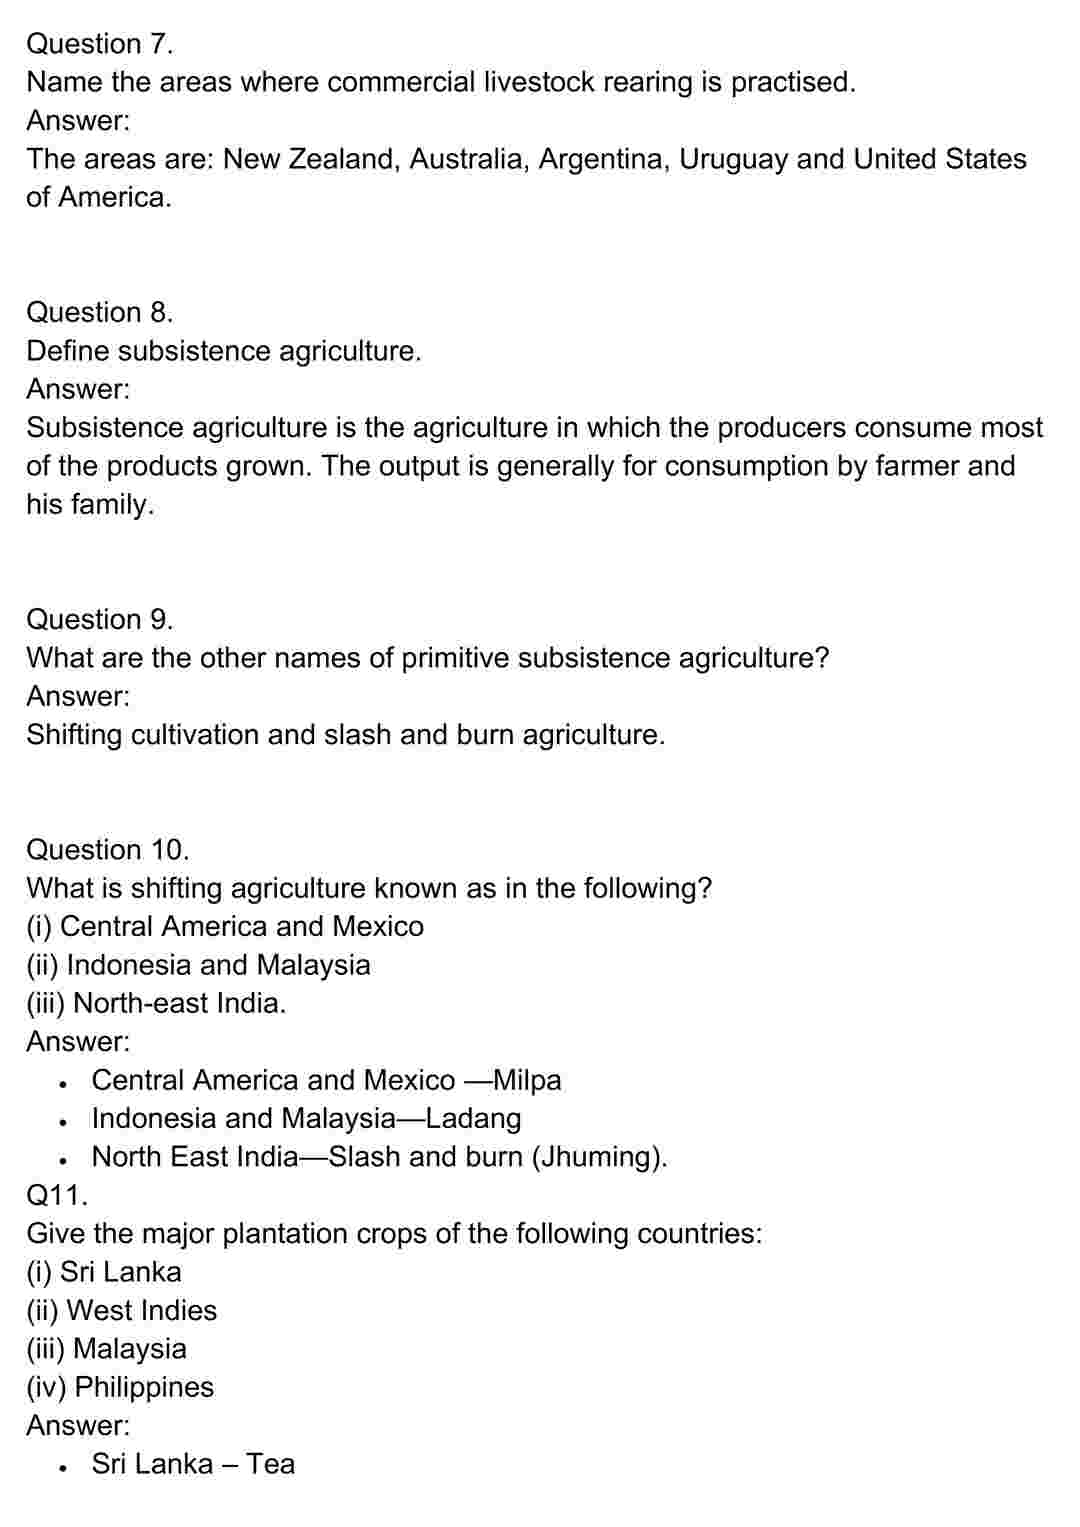 Question 7.
Name the areas where commercial livestock rearing is practised.
Answer:
The areas are: New Zealand, Australia, Argentina, Uruguay and United States
of America.
Question 8.
Define subsistence agriculture.
Answer:
Subsistence agriculture is the agriculture in which the producers consume most
of the products grown. The output is generally for consumption by farmer and
his family.
Question 9.
What are the other names of primitive subsistence agriculture?
Answer:
Shifting cultivation and slash and burn agriculture.
Question 10.
What is shifting agriculture known as in the following?
(i) Central America and Mexico
(ii) Indonesia and Malaysia
(iii) North-east India.
Answer:
• Central America and Mexico —Milpa
• Indonesia and Malaysia—Ladang
• North East India—Slash and burn (Jhuming).
Q11.
Give the major plantation crops of the following countries:
(i) Sri Lanka
(ii) West Indies
(iii) Malaysia
(iv) Philippines
Answer:
• Sri Lanka – Tea